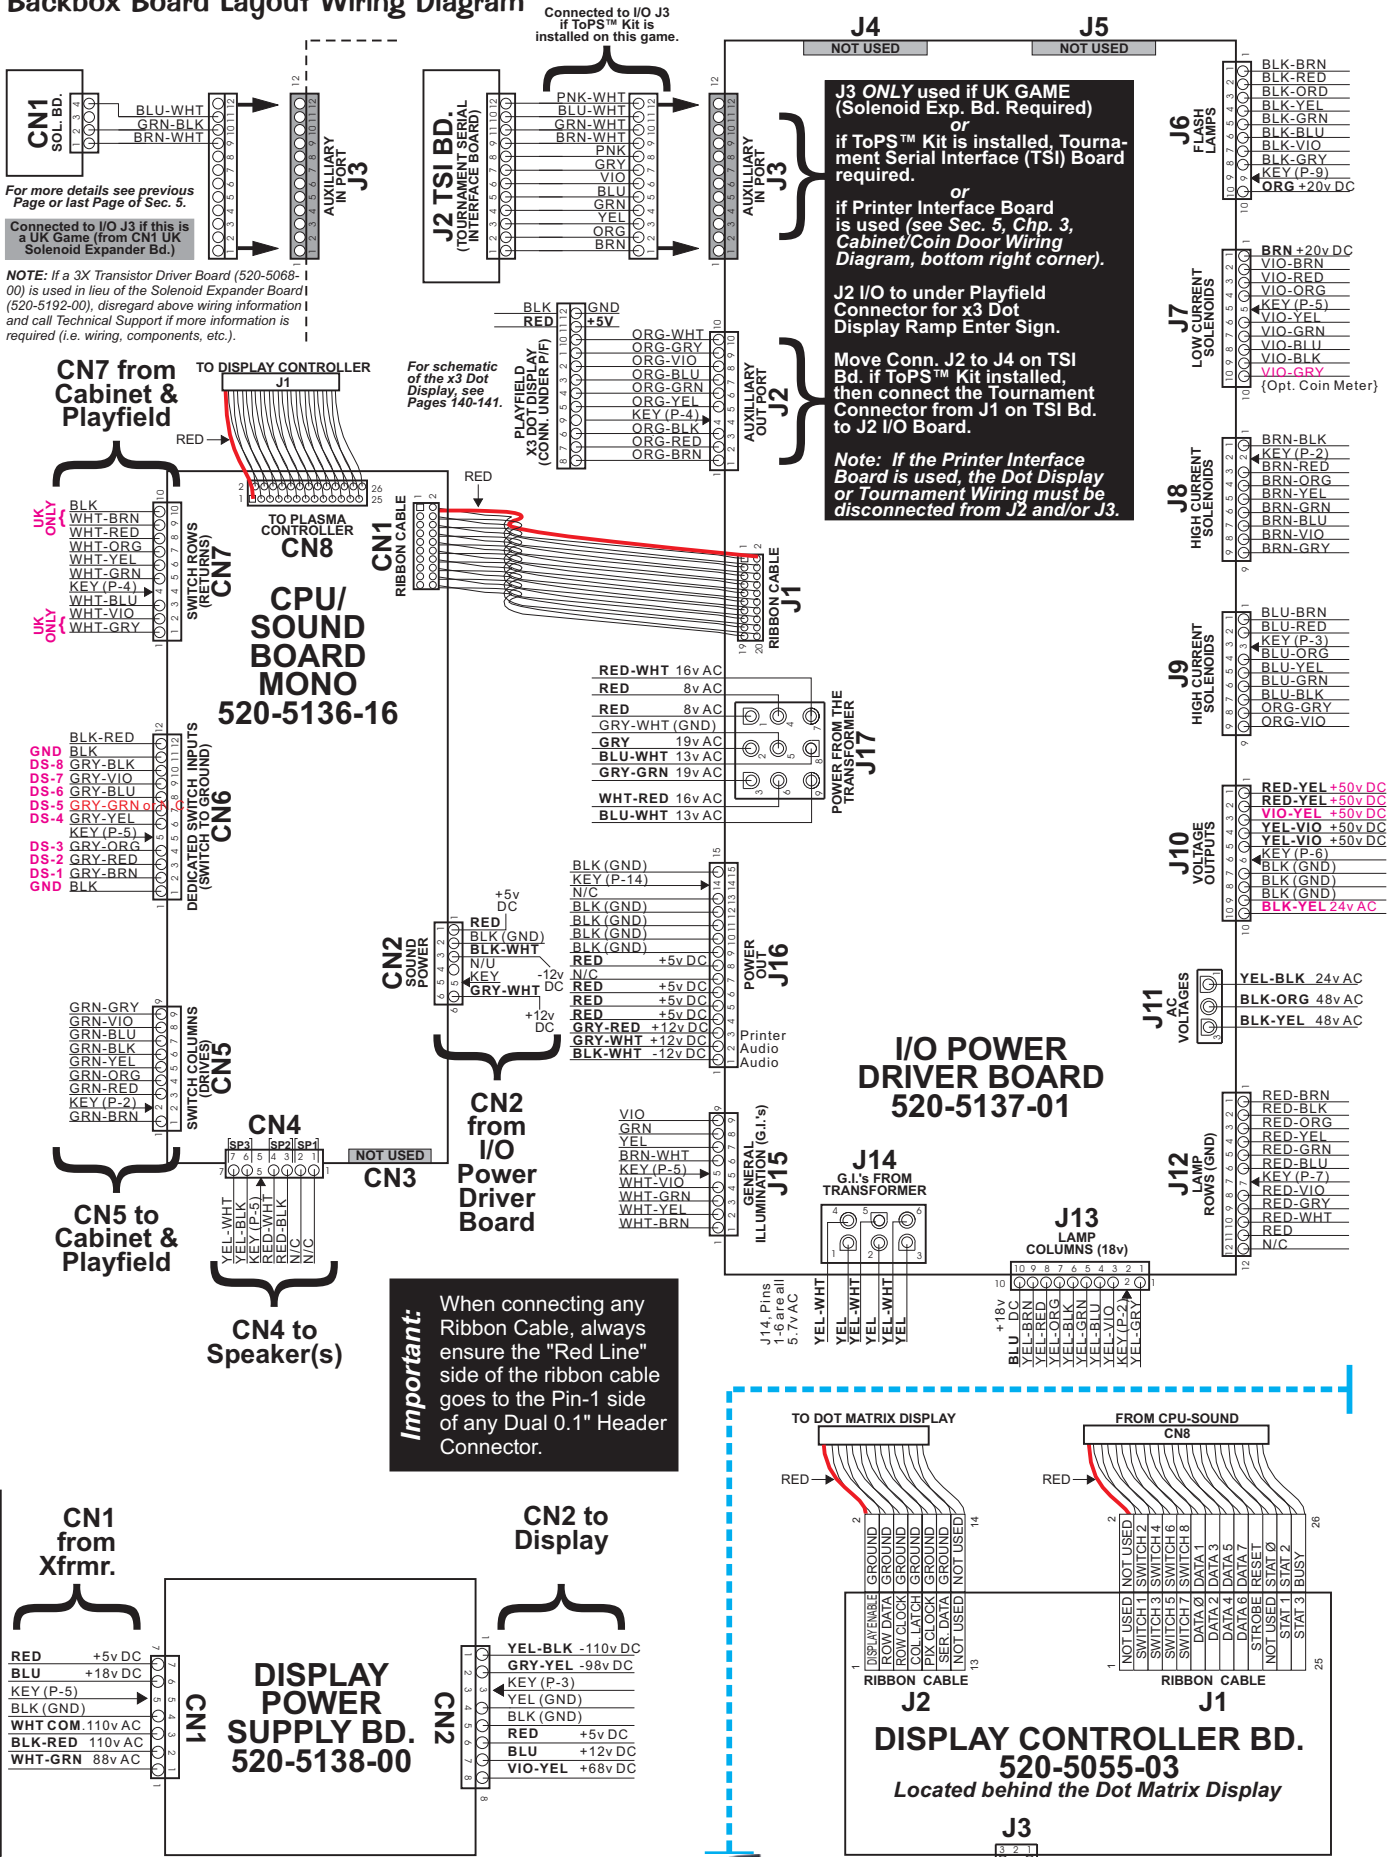 Backbox Board Layout Wiring Diagram
Connected to I/O J3
if ToPS™ Kit is
installed on this game.
CN1
SOL. BD.
BLU-WHT
GRN-BLK
BRN-WHT
AUXILLIARY
IN PORT
J3
For more details see previous
Page or last Page of Sec. 5.
Connected to I/O J3 if this is
a UK Game (from CN1 UK
Solenoid Expander Bd.)
NOTE: If a 3X Transistor Driver Board (520-5068-
00) is used in lieu of the Solenoid Expander Board
(520-5192-00), disregard above wiring information
and call Technical Support if more information is
required (i.e. wiring, components, etc.).
J2 TSI BD.
(TOURNAMENT SERIAL
INTERFACE BOARD)
PNK-WHT
BLU-WHT
GRN-WHT
BRN-WHT
PNK
GRY
VIO
BLU
GRN
YEL
ORG
BRN
AUXILLIARY
IN PORT
J3
J4
NOT USED
J5
NOT USED
J3 ONLY used if UK GAME
(Solenoid Exp. Bd. Required)
or
if ToPS™ Kit is installed, Tourna-
ment Serial Interface (TSI) Board
required.
or
if Printer Interface Board
is used (see Sec. 5, Chp. 3,
Cabinet/Coin Door Wiring
Diagram, bottom right corner).
J2 I/O to under Playfield
Connector for x3 Dot
Display Ramp Enter Sign.
Move Conn. J2 to J4 on TSI
Bd. if ToPS™ Kit installed,
then connect the Tournament
Connector from J1 on TSI Bd.
to J2 I/O Board.
Note: If the Printer Interface
Board is used, the Dot Display
or Tournament Wiring must be
disconnected from J2 and/or J3.
J6
FLASH
LAMPS
BLK-BRN
BLK-RED
BLK-ORD
BLK-YEL
BLK-GRN
BLK-BLU
BLK-VIO
BLK-GRY
KEY (P-9)
ORG +20v DC
J7
LOW CURRENT
SOLENOIDS
BRN +20v DC
VIO-BRN
VIO-RED
VIO-ORG
KEY (P-5)
VIO-YEL
VIO-GRN
VIO-BLU
VIO-BLK
VIO-GRY
{Opt. Coin Meter}
J8
HIGH CURRENT
SOLENOIDS
BRN-BLK
KEY (P-2)
BRN-RED
BRN-ORG
BRN-YEL
BRN-GRN
BRN-BLU
BRN-VIO
BRN-GRY
J9
HIGH CURRENT
SOLENOIDS
BLU-BRN
BLU-RED
KEY (P-3)
BLU-ORG
BLU-YEL
BLU-GRN
BLU-BLK
ORG-GRY
ORG-VIO
J10
VOLTAGE
OUTPUTS
RED-YEL +50v DC
RED-YEL +50v DC
VIO-YEL +50v DC
YEL-VIO +50v DC
YEL-VIO +50v DC
KEY (P-6)
BLK (GND)
BLK (GND)
BLK (GND)
BLK-YEL 24v AC
J11
AC
VOLTAGES
YEL-BLK 24v AC
BLK-ORG 48v AC
BLK-YEL 48v AC
J12
LAMP
ROWS (GND)
RED-BRN
RED-BLK
RED-ORG
RED-YEL
RED-GRN
RED-BLU
KEY (P-7)
RED-VIO
RED-GRY
RED-WHT
RED
N/C
BLK GND
RED +5V
PLAYFIELD
X3 DOT DISPLAY
(CONN. UNDER P/F)
For schematic
of the x3 Dot
Display, see
Pages 140-141.
ORG-WHT
ORG-GRY
ORG-VIO
ORG-BLU
ORG-GRN
ORG-YEL
KEY (P-4)
ORG-BLK
ORG-RED
ORG-BRN
AUXILLIARY
OUT PORT
J2
CN7 from
Cabinet &
Playfield
TO DISPLAY CONTROLLER
J1
RED
TO PLASMA
CONTROLLER
CN8
UK
ONLY
BLK
WHT-BRN
WHT-RED
WHT-ORG
WHT-YEL
WHT-GRN
KEY (P-4)
WHT-BLU
WHT-VIO
WHT-GRY
UK
ONLY
SWITCH ROWS
(RETURNS)
CN7
CN1
RIBBON CABLE
RED
J1
RIBBON CABLE
CPU/
SOUND
BOARD
MONO
520-5136-16
RED-WHT 16v AC
RED 8v AC
RED 8v AC
GRY-WHT (GND)
GRY 19v AC
BLU-WHT 13v AC
GRY-GRN 19v AC
WHT-RED 16v AC
BLU-WHT 13v AC
POWER FROM THE
TRANSFORMER
J17
BLK-RED
GND BLK
DS-8 GRY-BLK
DS-7 GRY-VIO
DS-6 GRY-BLU
DS-5 GRY-GRN or N.C.
DS-4 GRY-YEL
KEY (P-5)
DS-3 GRY-ORG
DS-2 GRY-RED
DS-1 GRY-BRN
GND BLK
DEDICATED SWITCH INPUTS
(SWITCH TO GROUND)
CN6
CN2
SOUND
POWER
+5v
DC
RED
BLK (GND)
BLK-WHT
N/U
KEY
-12v
DC
GRY-WHT
+12v
DC
BLK (GND)
KEY (P-14)
N/C
BLK (GND)
BLK (GND)
BLK (GND)
BLK (GND)
RED +5v DC
N/C
RED +5v DC
RED +5v DC
RED +5v DC
GRY-RED +12v DC
GRY-WHT +12v DC
BLK-WHT -12v DC
Printer
Audio
Audio
POWER
OUT
J16
GRN-GRY
GRN-VIO
GRN-BLU
GRN-BLK
GRN-YEL
GRN-ORG
GRN-RED
KEY (P-2)
GRN-BRN
SWITCH COLUMNS
(DRIVES)
CN5
CN5 to
Cabinet &
Playfield
CN4
SP3 SP2 SP1
YEL-WHT
YEL-BLK
KEY (P-5)
RED-WHT
RED-BLK
N/C
N/C
CN4 to
Speaker(s)
NOT USED
CN3
CN2
from
I/O
Power
Driver
Board
I/O POWER
DRIVER BOARD
520-5137-01
VIO
GRN
YEL
BRN-WHT
KEY (P-5)
WHT-VIO
WHT-GRN
WHT-YEL
WHT-BRN
GENERAL
ILLUMINATION (G.I.'s)
J15
J14
G.I.'s FROM
TRANSFORMER
J14, Pins
1-6 are all
5.7v AC
YEL-WHT
YEL
YEL-WHT
YEL
YEL-WHT
YEL
J13
LAMP
COLUMNS (18v)
+18v
BLU DC
YEL-BRN
YEL-RED
YEL-ORG
YEL-BLK
YEL-GRN
YEL-BLU
YEL-VIO
KEY (P-2)
YEL-GRY
Important:
When connecting any
Ribbon Cable, always
ensure the "Red Line"
side of the ribbon cable
goes to the Pin-1 side
of any Dual 0.1" Header
Connector.
CN1
from
Xfrmr.
RED +5v DC
BLU +18v DC
KEY (P-5)
BLK (GND)
WHT COM. 110v AC
BLK-RED 110v AC
WHT-GRN 88v AC
CN1
DISPLAY
POWER
SUPPLY BD.
520-5138-00
CN2
CN2 to
Display
YEL-BLK -110v DC
GRY-YEL -98v DC
KEY (P-3)
YEL (GND)
BLK (GND)
RED +5v DC
BLU +12v DC
VIO-YEL +68v DC
TO DOT MATRIX DISPLAY
RED
DISPLAY ENABLE GROUND
ROW DATA GROUND
ROW CLOCK GROUND
COL. LATCH GROUND
PIX CLOCK GROUND
SER. DATA GROUND
NOT USED NOT USED
RIBBON CABLE
J2
FROM CPU-SOUND
CN8
RED
NOT USED NOT USED
SWITCH 1 SWITCH 2
SWITCH 3 SWITCH 4
SWITCH 5 SWITCH 6
SWITCH 7 SWITCH 8
DATA Ø DATA 1
DATA 2 DATA 3
DATA 4 DATA 5
DATA 6 DATA 7
STROBE RESET
NOT USED STAT Ø
STAT 1 STAT 2
STAT 3 BUSY
RIBBON CABLE
J1
DISPLAY CONTROLLER BD.
520-5055-03
Located behind the Dot Matrix Display
J3
3 2 1